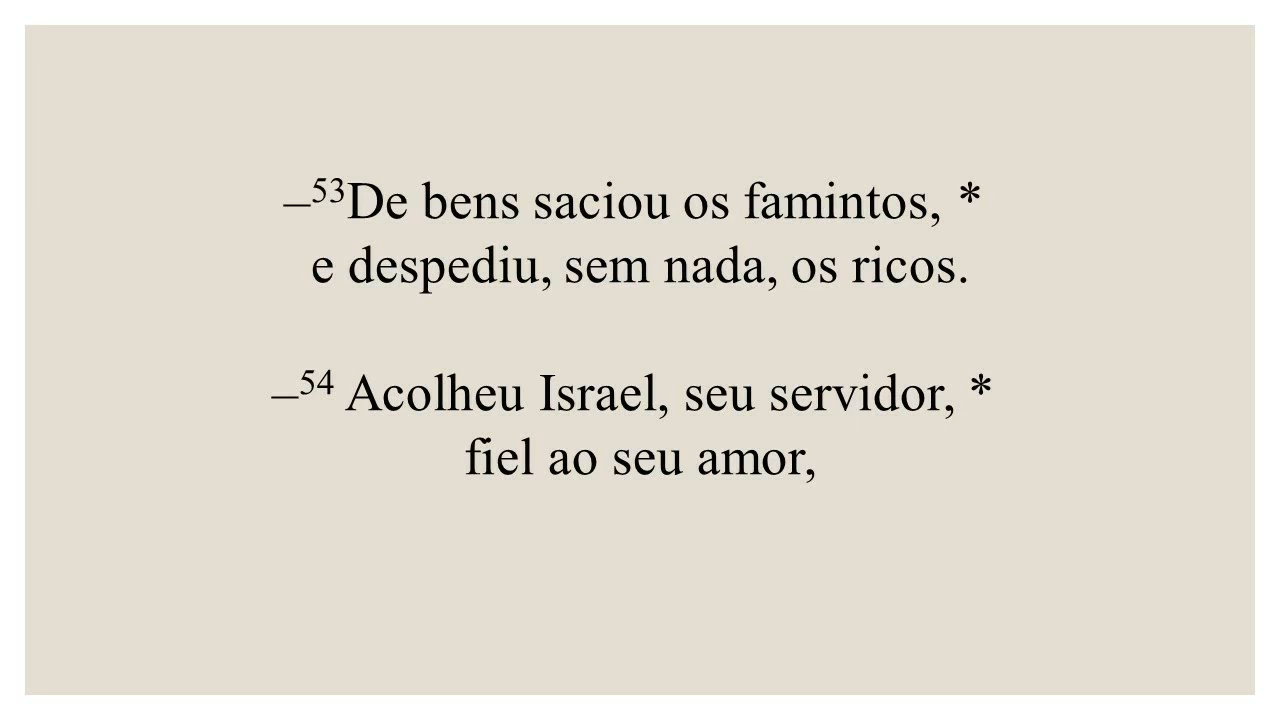 –⁵³De bens saciou os famintos, *
e despediu, sem nada, os ricos.
–⁵⁴ Acolheu Israel, seu servidor, *
fiel ao seu amor,